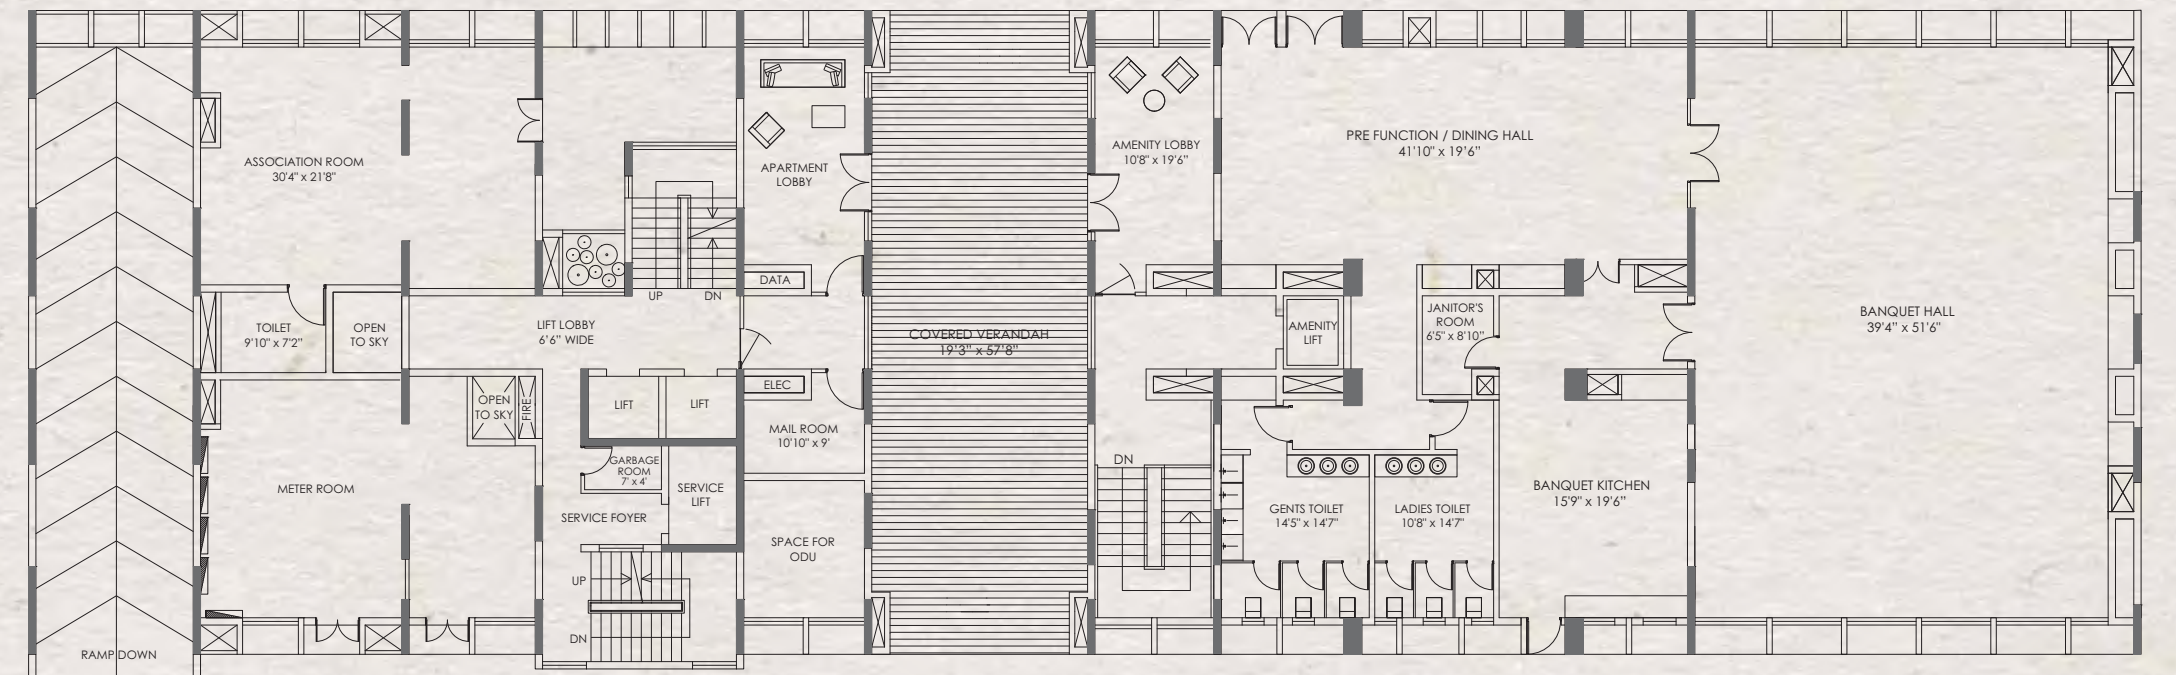 ASSOCIATION ROOM
30'4" x 21'8"
TOILET
9'10" x 7'2"
OPEN
TO SKY
METER ROOM
RAMP DOWN
LIFT LOBBY
6'6" WIDE
UP
DN
OPEN
TO SKY
FIRE
LIFT
LIFT
GARBAGE
ROOM
7' x 4'
SERVICE
LIFT
SERVICE FOYER
UP
DN
APARTMENT
LOBBY
DATA
ELEC
MAIL ROOM
10'10" x 9'
SPACE FOR
ODU
COVERED VERANDAH
19'3" x 57'8"
AMENITY LOBBY
10'8" x 19'6"
DN
PRE FUNCTION / DINING HALL
41'10" x 19'6"
AMENITY
LIFT
JANITOR'S
ROOM
6'5" x 8'10"
GENTS TOILET
14'5" x 14'7"
LADIES TOILET
10'8" x 14'7"
BANQUET KITCHEN
15'9" x 19'6"
BANQUET HALL
39'4" x 51'6"